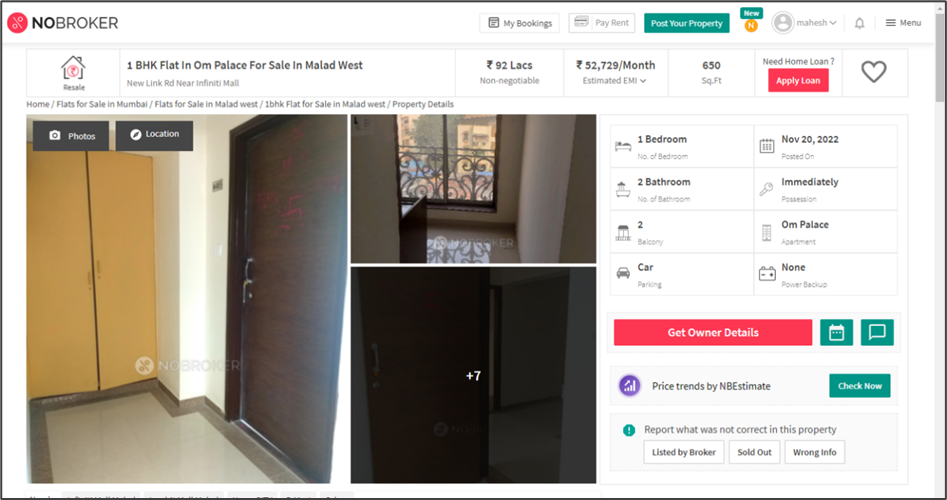 NOBROKER
My Bookings
Pay Rent
Post Your Property
New
N
mahesh
Menu
Resale
1 BHK Flat In Om Palace For Sale In Malad West
New Link Rd Near Infiniti Mall
₹ 92 Lacs
Non-negotiable
₹ 52,729/Month
Estimated EMI
650
Sq.Ft
Need Home Loan ?
Apply Loan
Home / Flats for Sale in Mumbai / Flats for Sale in Malad west / 1bhk Flat for Sale in Malad west / Property Details
Photos
Location
NOBROKER
NOBROKER
+7
1 Bedroom
No. of Bedroom
Nov 20, 2022
Posted On
2 Bathroom
No. of Bathroom
Immediately
Possession
2
Balcony
Om Palace
Apartment
Car
Parking
None
Power Backup
Get Owner Details
Price trends by NBEstimate
Check Now
Report what was not correct in this property
Listed by Broker
Sold Out
Wrong Info